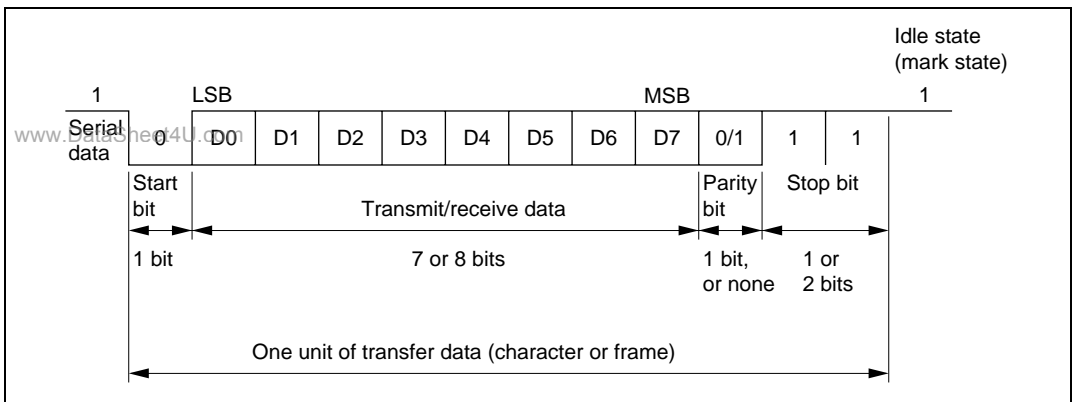 Idle state
(mark state)
1
LSB
MSB
1
Serial
data
www.DataSheet4U.com
0
D0
D1
D2
D3
D4
D5
D6
D7
0/1
1
1
Start
bit
Transmit/receive data
Parity
bit
Stop bit
1 bit
7 or 8 bits
1 bit,
or none
1 or
2 bits
One unit of transfer data (character or frame)